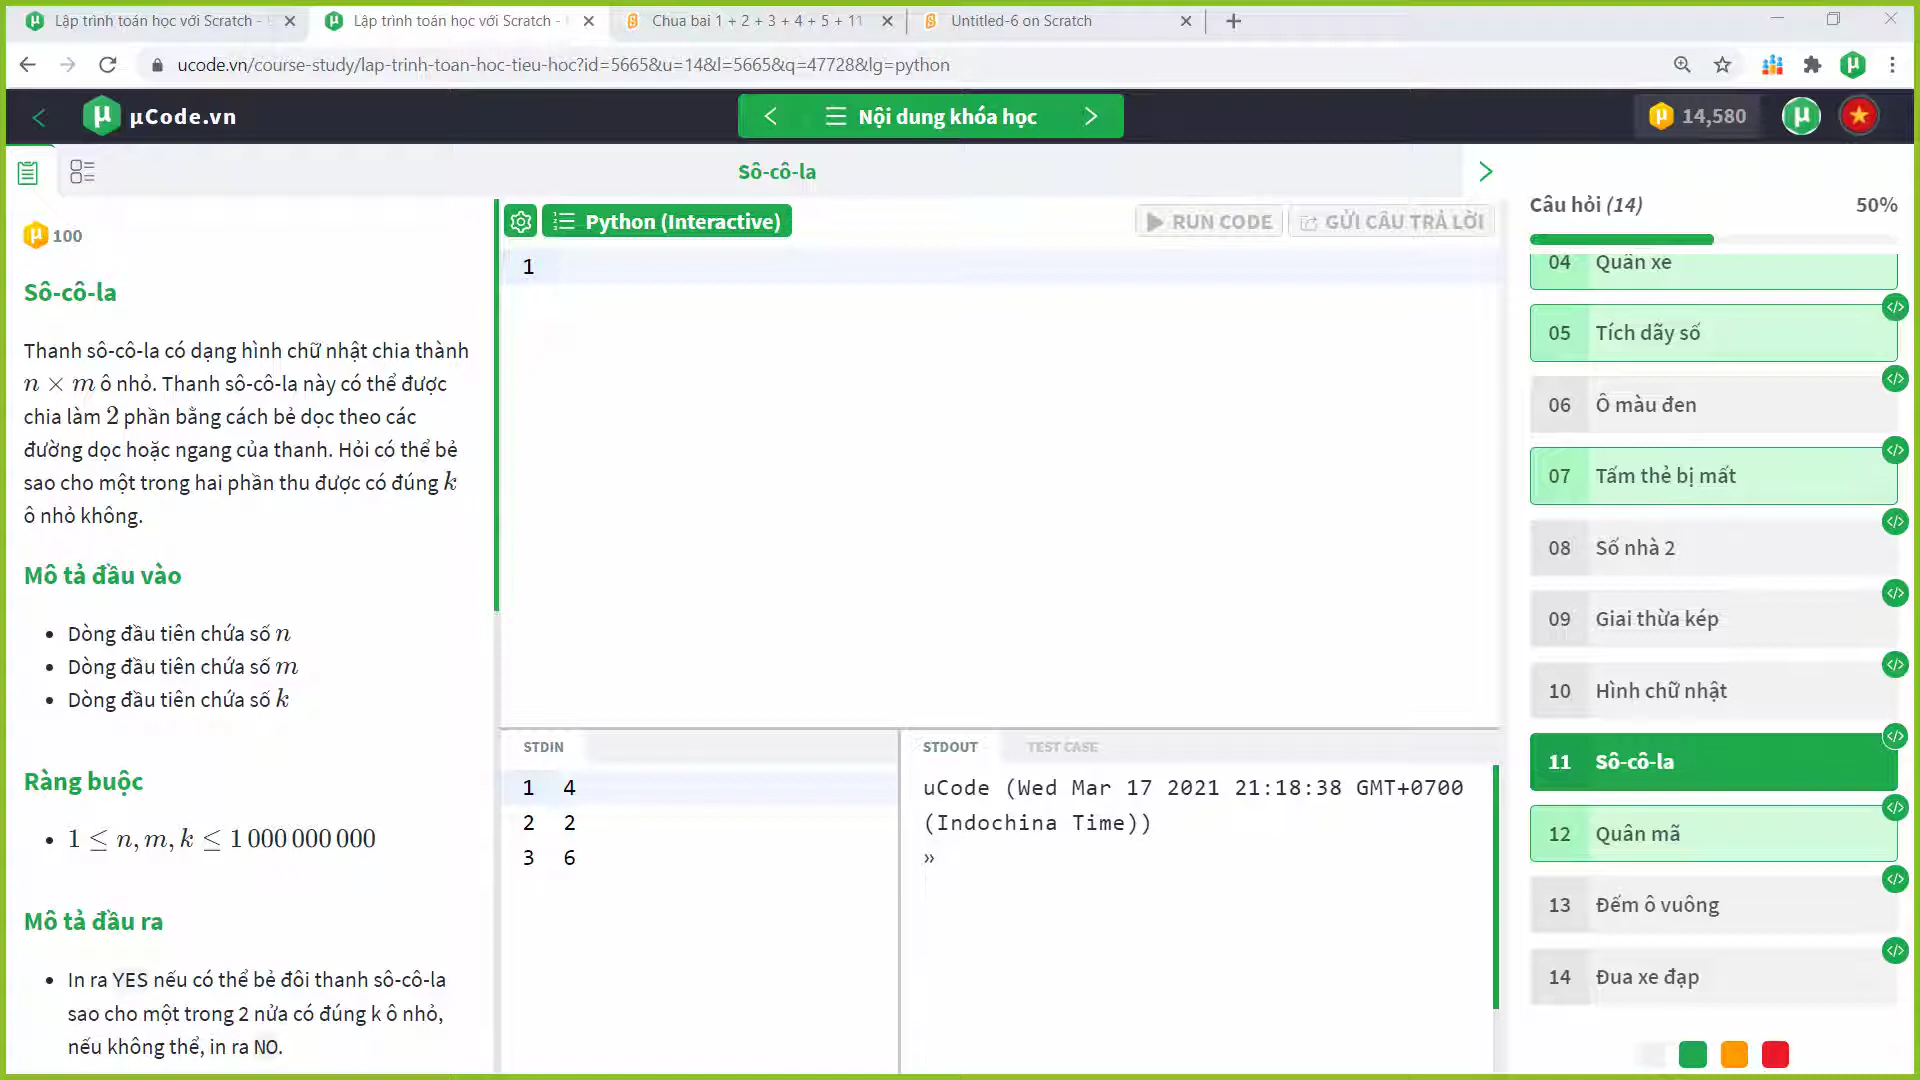 Lập trình toán học với Scratch -
Lập trình toán học với Scratch -
Chua bai 1 + 2 + 3 + 4 + 5 + 11
Untitled-6 on Scratch
ucode.vn/course-study/lap-trinh-toan-hoc-tieu-hoc?id=5665&u=14&l=5665&q=47728&lg=python
µCode.vn
Nội dung khóa học
14,580
Sô-cô-la
100
Sô-cô-la
Thanh sô-cô-la có dạng hình chữ nhật chia thành
n × m ô nhỏ. Thanh sô-cô-la này có thể được
chia làm 2 phần bằng cách bẻ dọc theo các
đường dọc hoặc ngang của thanh. Hỏi có thể bẻ
sao cho một trong hai phần thu được có đúng k
ô nhỏ không.
Mô tả đầu vào
• Dòng đầu tiên chứa số n
• Dòng đầu tiên chứa số m
• Dòng đầu tiên chứa số k
Ràng buộc
• 1 ≤ n, m, k ≤ 1 000 000 000
Mô tả đầu ra
• In ra YES nếu có thể bẻ đôi thanh sô-cô-la
sao cho một trong 2 nửa có đúng k ô nhỏ,
nếu không thể, in ra NO.
Python (Interactive)
RUN CODE
GỬI CÂU TRẢ LỜI
1
STDIN
1 4
2 2
3 6
STDOUT
TEST CASE
uCode (Wed Mar 17 2021 21:18:38 GMT+0700
(Indochina Time))
»
Câu hỏi (14)
50%
04 Quân xe
05 Tích dãy số
06 Ô màu đen
07 Tấm thẻ bị mất
08 Số nhà 2
09 Giai thừa kép
10 Hình chữ nhật
11 Sô-cô-la
12 Quân mã
13 Đếm ô vuông
14 Đua xe đạp